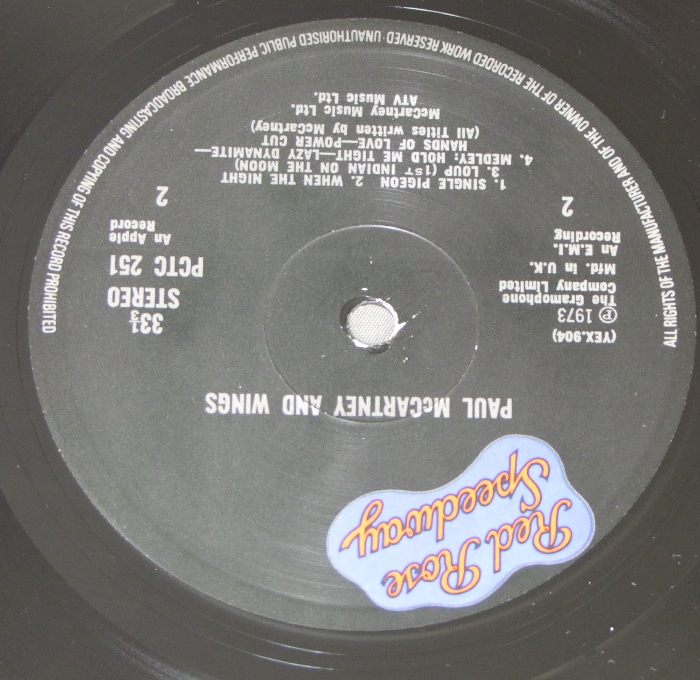 Red Rose
Speedway
PAUL McCARTNEY AND WINGS
(YEX.904)
Ⓟ 1973
The Gramophone
Company Limited
Mfd. in U.K.
An E.M.I.
Recording
2
33⅓
STEREO
PCTC 251
An Apple
Record
2
1. SINGLE PIGEON 2. WHEN THE NIGHT
3. LOUP (1ST INDIAN ON THE MOON)
4. MEDLEY: HOLD ME TIGHT—LAZY DYNAMITE—
HANDS OF LOVE—POWER CUT
(All Titles written by McCartney)
McCartney Music Ltd.
ATV Music Ltd.
ALL RIGHTS OF THE MANUFACTURER AND OF THE OWNER OF THE RECORDED WORK RESERVED · UNAUTHORISED PUBLIC PERFORMANCE BROADCASTING AND COPYING OF THIS RECORD PROHIBITED